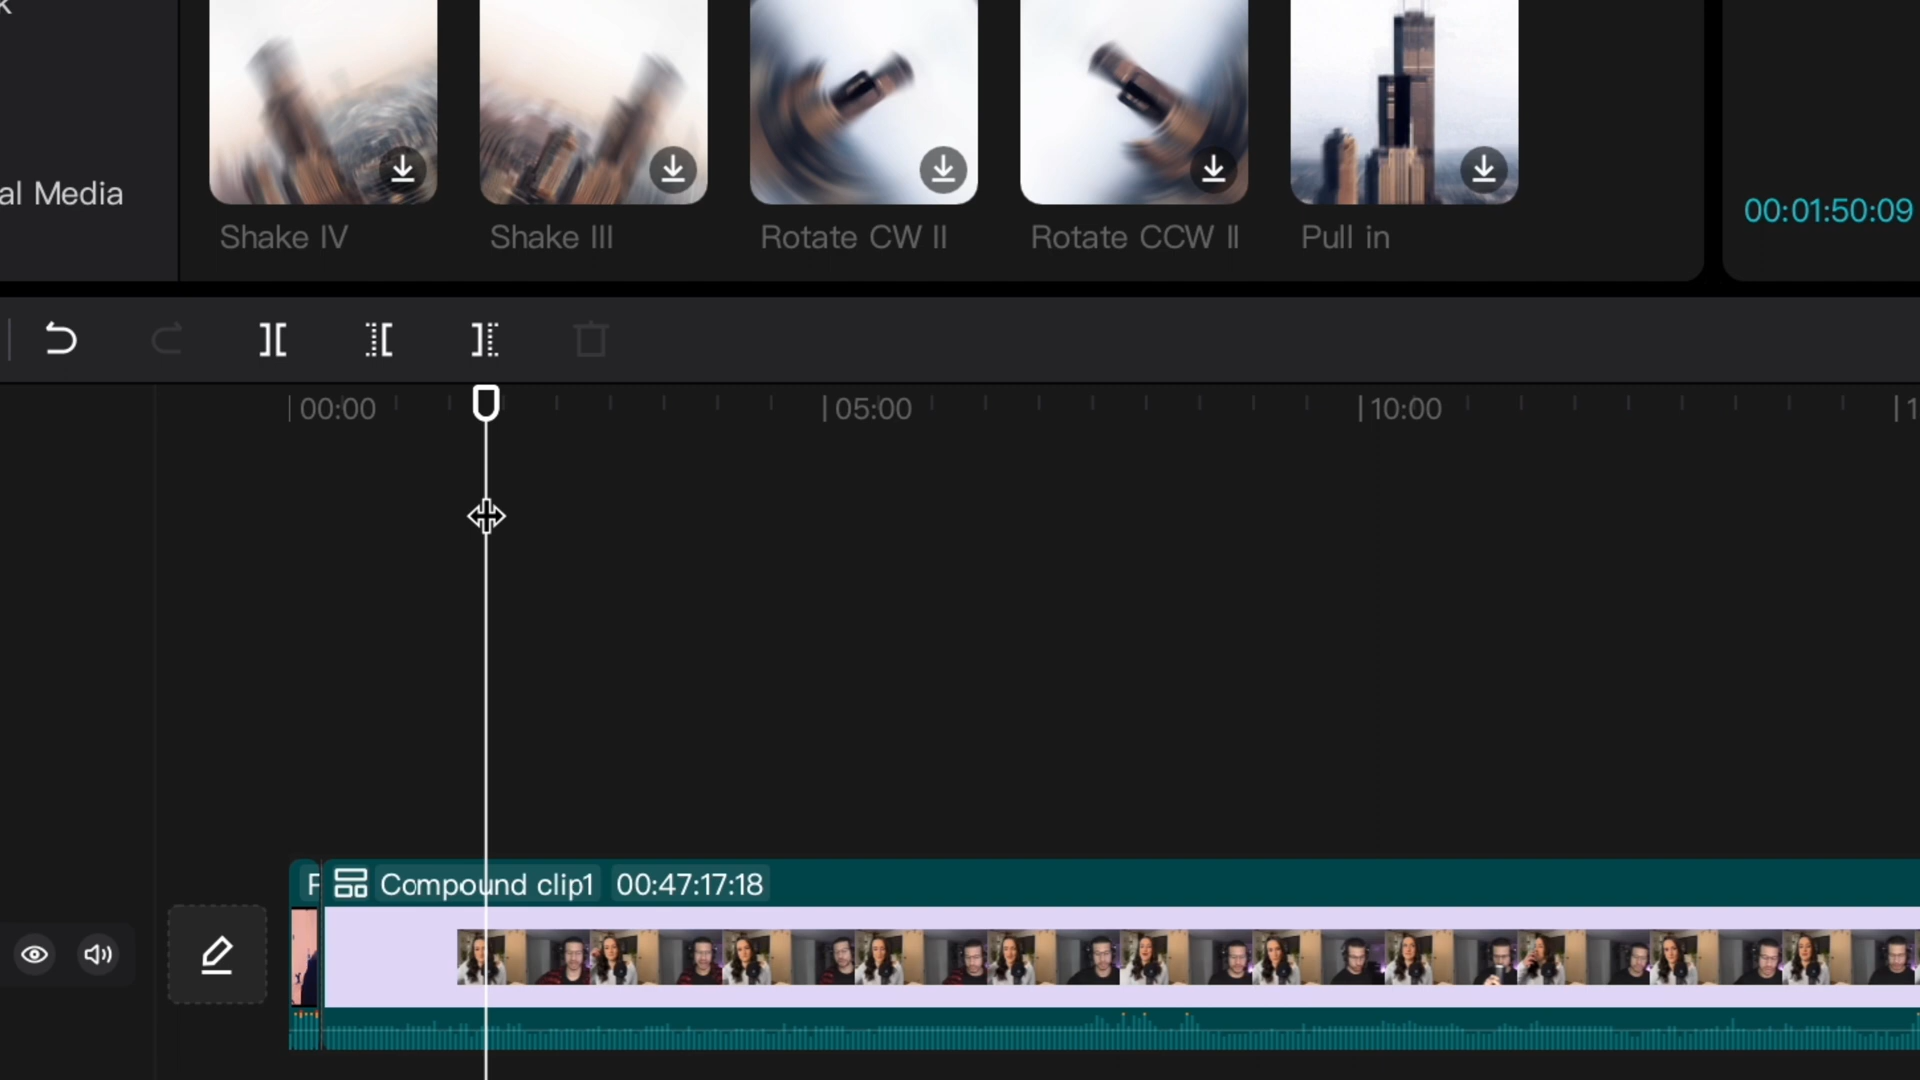 al Media
Shake IV
Shake III
Rotate CW II
Rotate CCW II
Pull in
00:01:50:09
00:00
05:00
10:00
1
F
Compound clip1 00:47:17:18